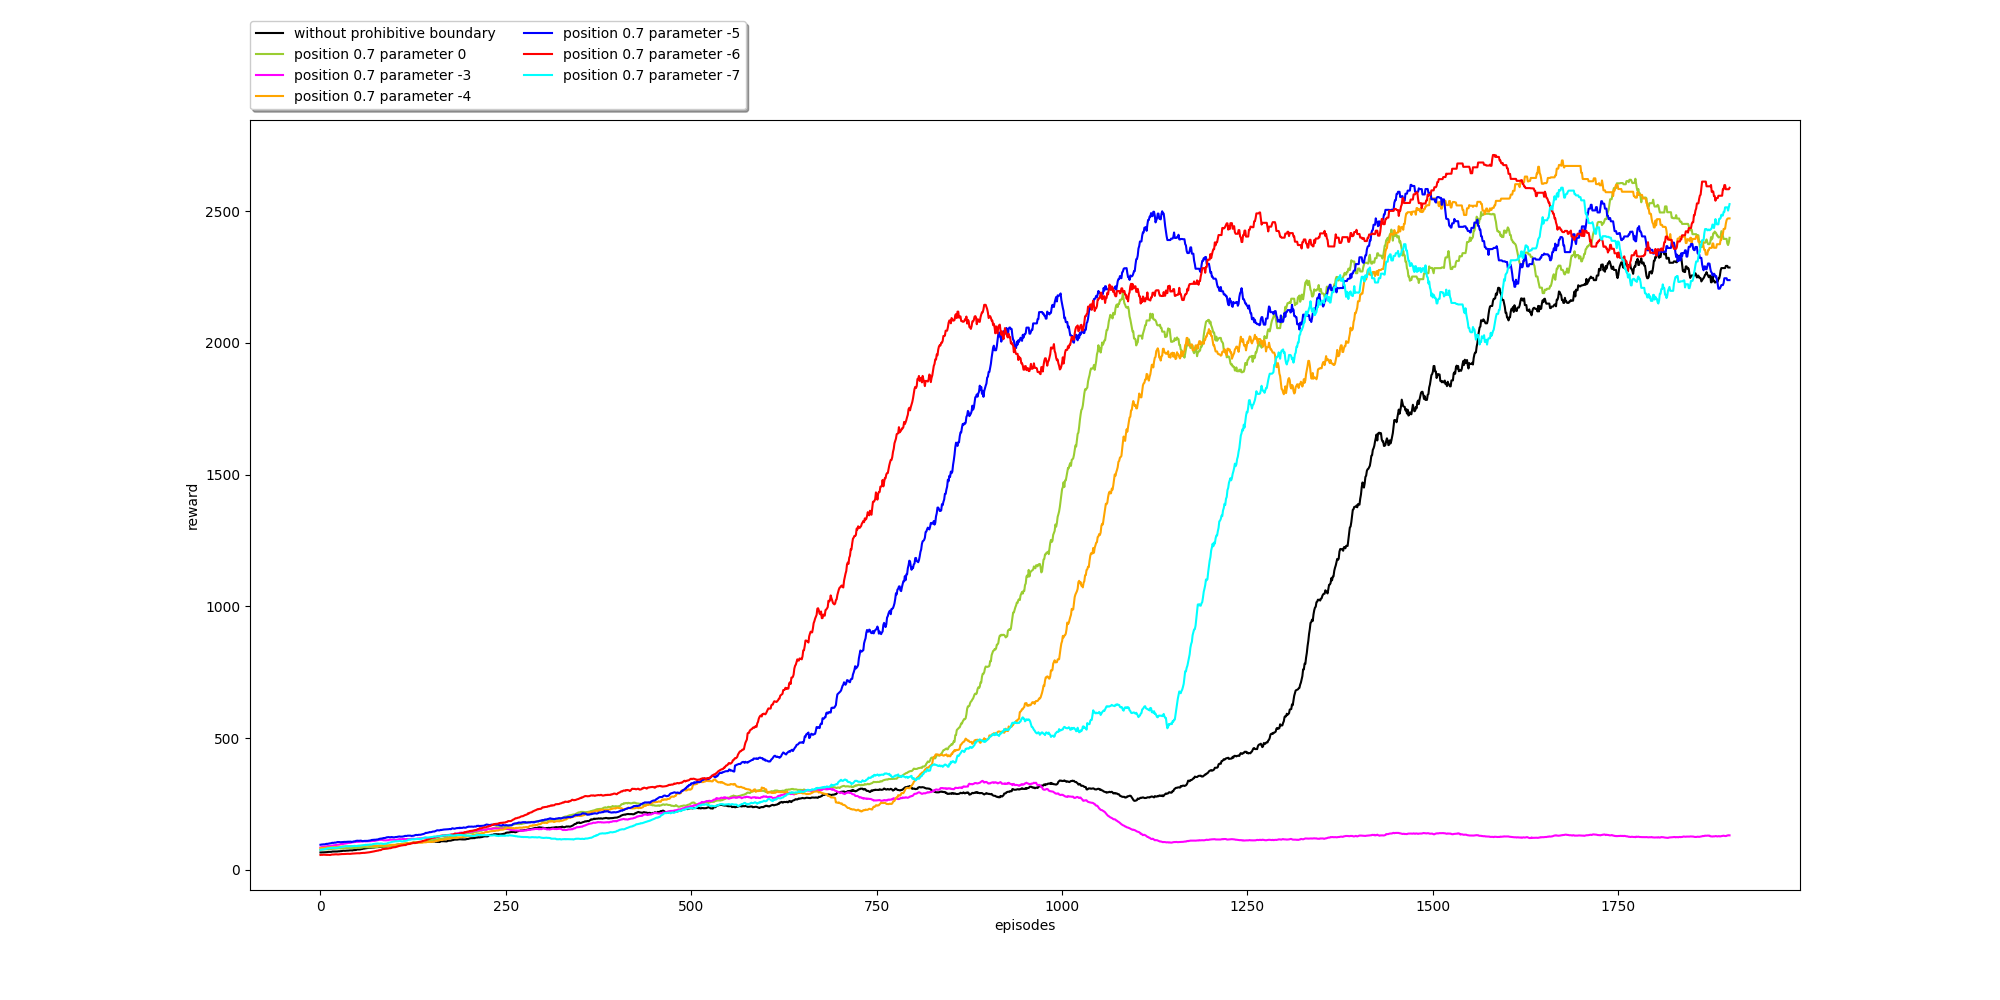 without prohibitive boundary
position 0.7 parameter 0
position 0.7 parameter -3
position 0.7 parameter -4
position 0.7 parameter -5
position 0.7 parameter -6
position 0.7 parameter -7
2500
2000
1500
1000
500
0
reward
0 250 500 750 1000 1250 1500 1750
episodes